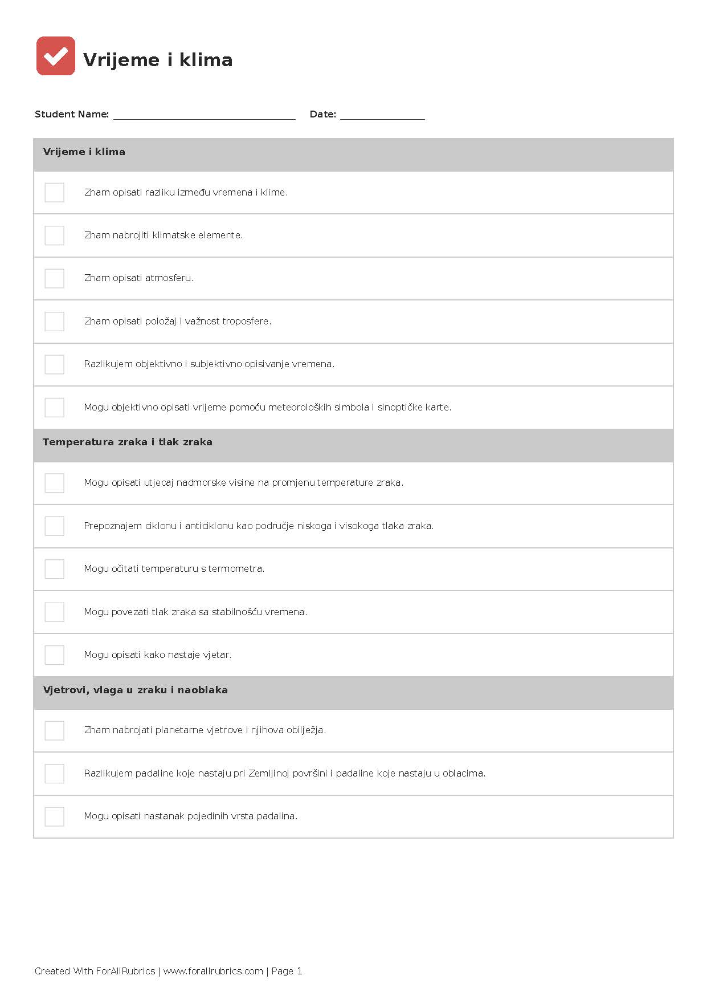 Vrijeme i klima
Student Name: Date:
Vrijeme i klima
Znam opisati razliku između vremena i klime.
Znam nabrojiti klimatske elemente.
Znam opisati atmosferu.
Znam opisati položaj i važnost troposfere.
Razlikujem objektivno i subjektivno opisivanje vremena.
Mogu objektivno opisati vrijeme pomoću meteoroloških simbola i sinoptičke karte.
Temperatura zraka i tlak zraka
Mogu opisati utjecaj nadmorske visine na promjenu temperature zraka.
Prepoznajem ciklonu i anticiklonu kao područje niskoga i visokoga tlaka zraka.
Mogu očitati temperaturu s termometra.
Mogu povezati tlak zraka sa stabilnošću vremena.
Mogu opisati kako nastaje vjetar.
Vjetrovi, vlaga u zraku i naoblaka
Znam nabrojati planetarne vjetrove i njihova obilježja.
Razlikujem padaline koje nastaju pri Zemljinoj površini i padaline koje nastaju u oblacima.
Mogu opisati nastanak pojedinih vrsta padalina.
Created With ForAllRubrics | www.forallrubrics.com | Page 1